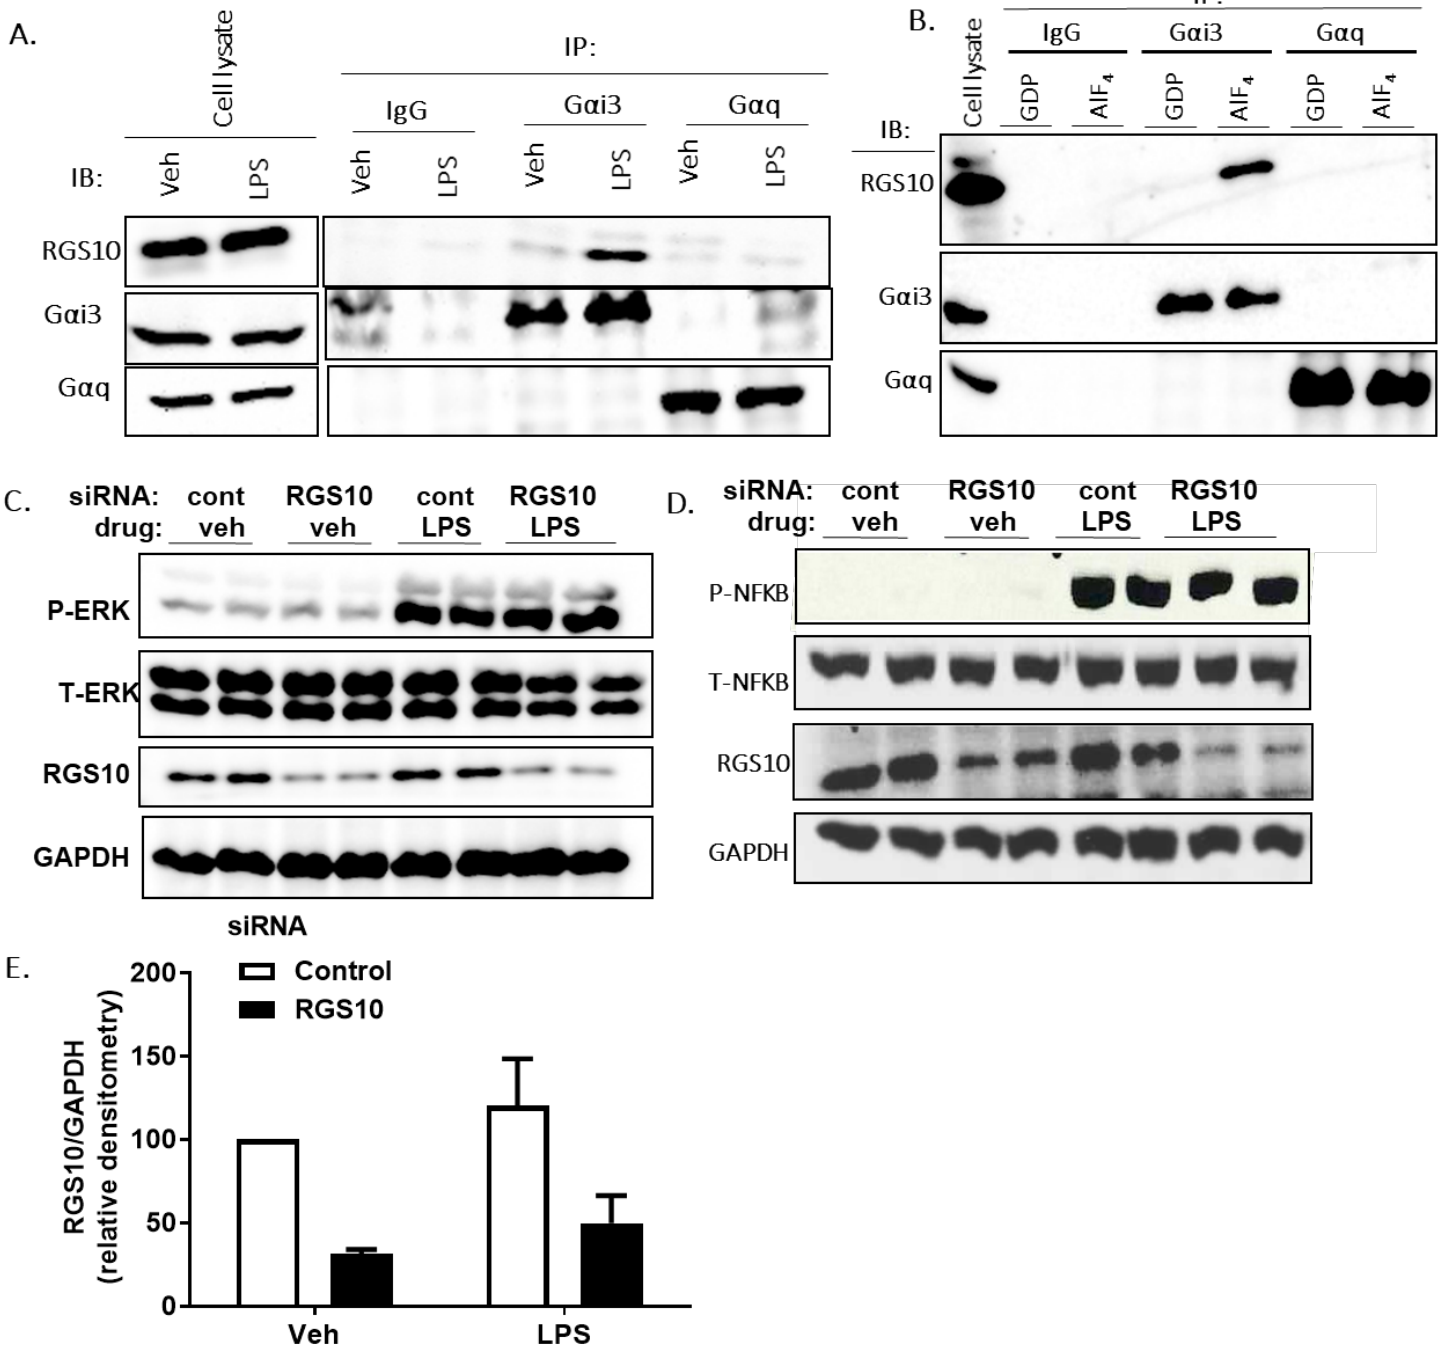 A.
Cell lysate
IP:
IgG
Gαi3
Gαq
IB:
Veh
LPS
Veh
LPS
Veh
LPS
Veh
LPS
RGS10
Gαi3
Gαq
B.
Cell lysate
IP:
IgG
Gαi3
Gαq
GDP
AlF4
GDP
AlF4
GDP
AlF4
IB:
RGS10
Gαi3
Gαq
C.
siRNA: cont RGS10 cont RGS10
drug: veh veh LPS LPS
P-ERK
T-ERK
RGS10
GAPDH
D.
siRNA: cont RGS10 cont RGS10
drug: veh veh LPS LPS
P-NFKB
T-NFKB
RGS10
GAPDH
E.
siRNA
Control
RGS10
RGS10/GAPDH
(relative densitometry)
200
150
100
50
0
Veh LPS